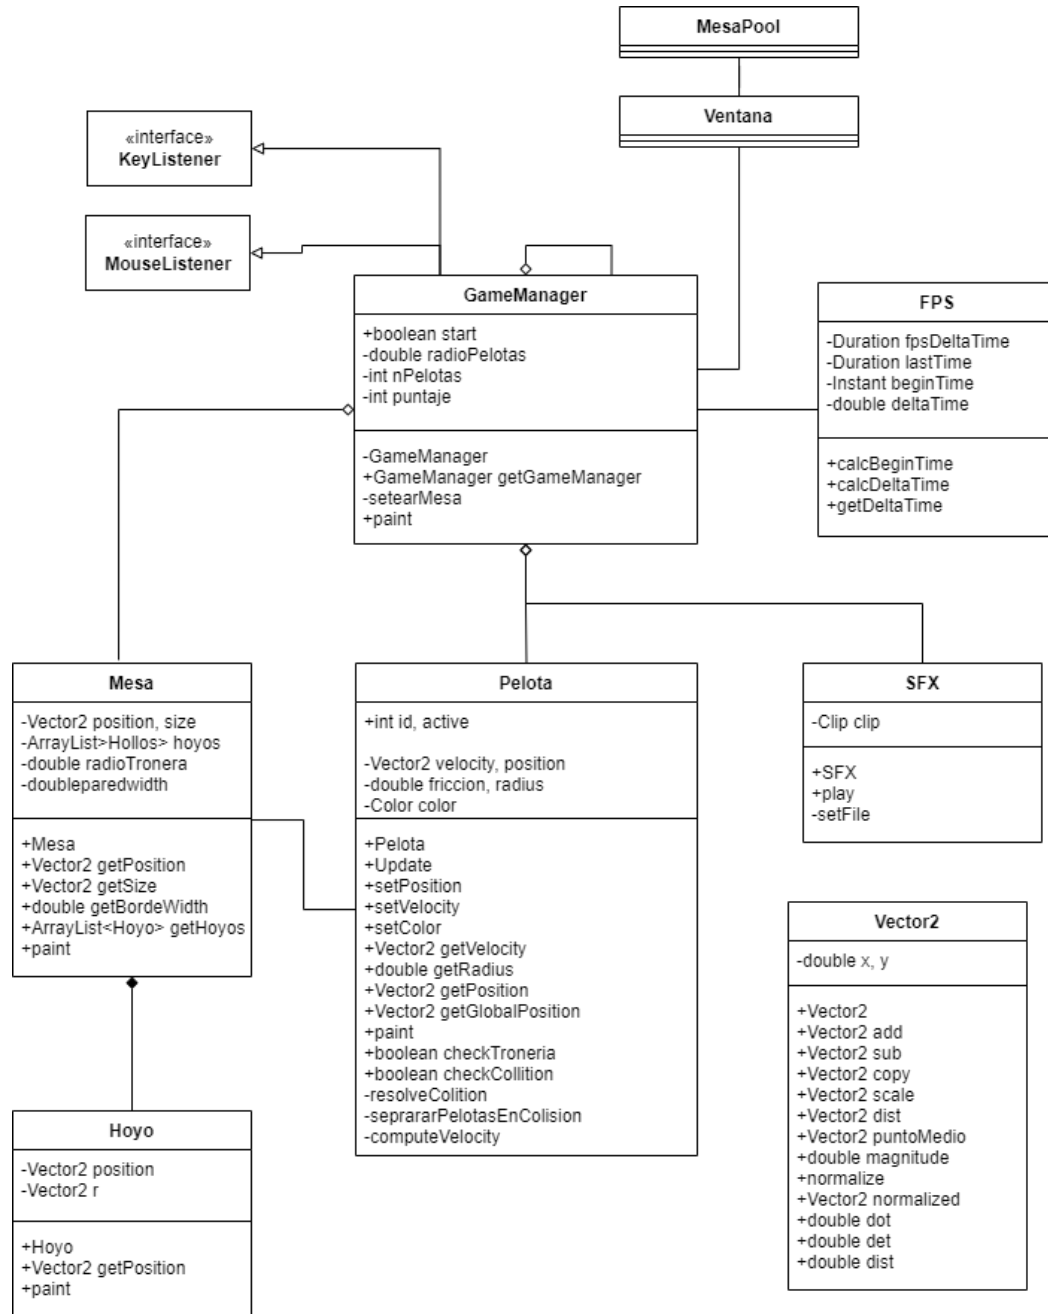 MesaPool
Ventana
«interface»
KeyListener
«interface»
MouseListener
GameManager
+boolean start
-double radioPelotas
-int nPelotas
-int puntaje
-GameManager
+GameManager getGameManager
-setearMesa
+paint
FPS
-Duration fpsDeltaTime
-Duration lastTime
-Instant beginTime
-double deltaTime
+calcBeginTime
+calcDeltaTime
+getDeltaTime
Mesa
-Vector2 position, size
-ArrayList>Hollos> hoyos
-double radioTronera
-doubleparedwidth
+Mesa
+Vector2 getPosition
+Vector2 getSize
+double getBordeWidth
+ArrayList<Hoyo> getHoyos
+paint
Pelota
+int id, active
-Vector2 velocity, position
-double friccion, radius
-Color color
+Pelota
+Update
+setPosition
+setVelocity
+setColor
+Vector2 getVelocity
+double getRadius
+Vector2 getPosition
+Vector2 getGlobalPosition
+paint
+boolean checkTroneria
+boolean checkCollition
-resolveColition
-seprararPelotasEnColision
-computeVelocity
SFX
-Clip clip
+SFX
+play
-setFile
Vector2
-double x, y
+Vector2
+Vector2 add
+Vector2 sub
+Vector2 copy
+Vector2 scale
+Vector2 dist
+Vector2 puntoMedio
+double magnitude
+normalize
+Vector2 normalized
+double dot
+double det
+double dist
Hoyo
-Vector2 position
-Vector2 r
+Hoyo
+Vector2 getPosition
+paint